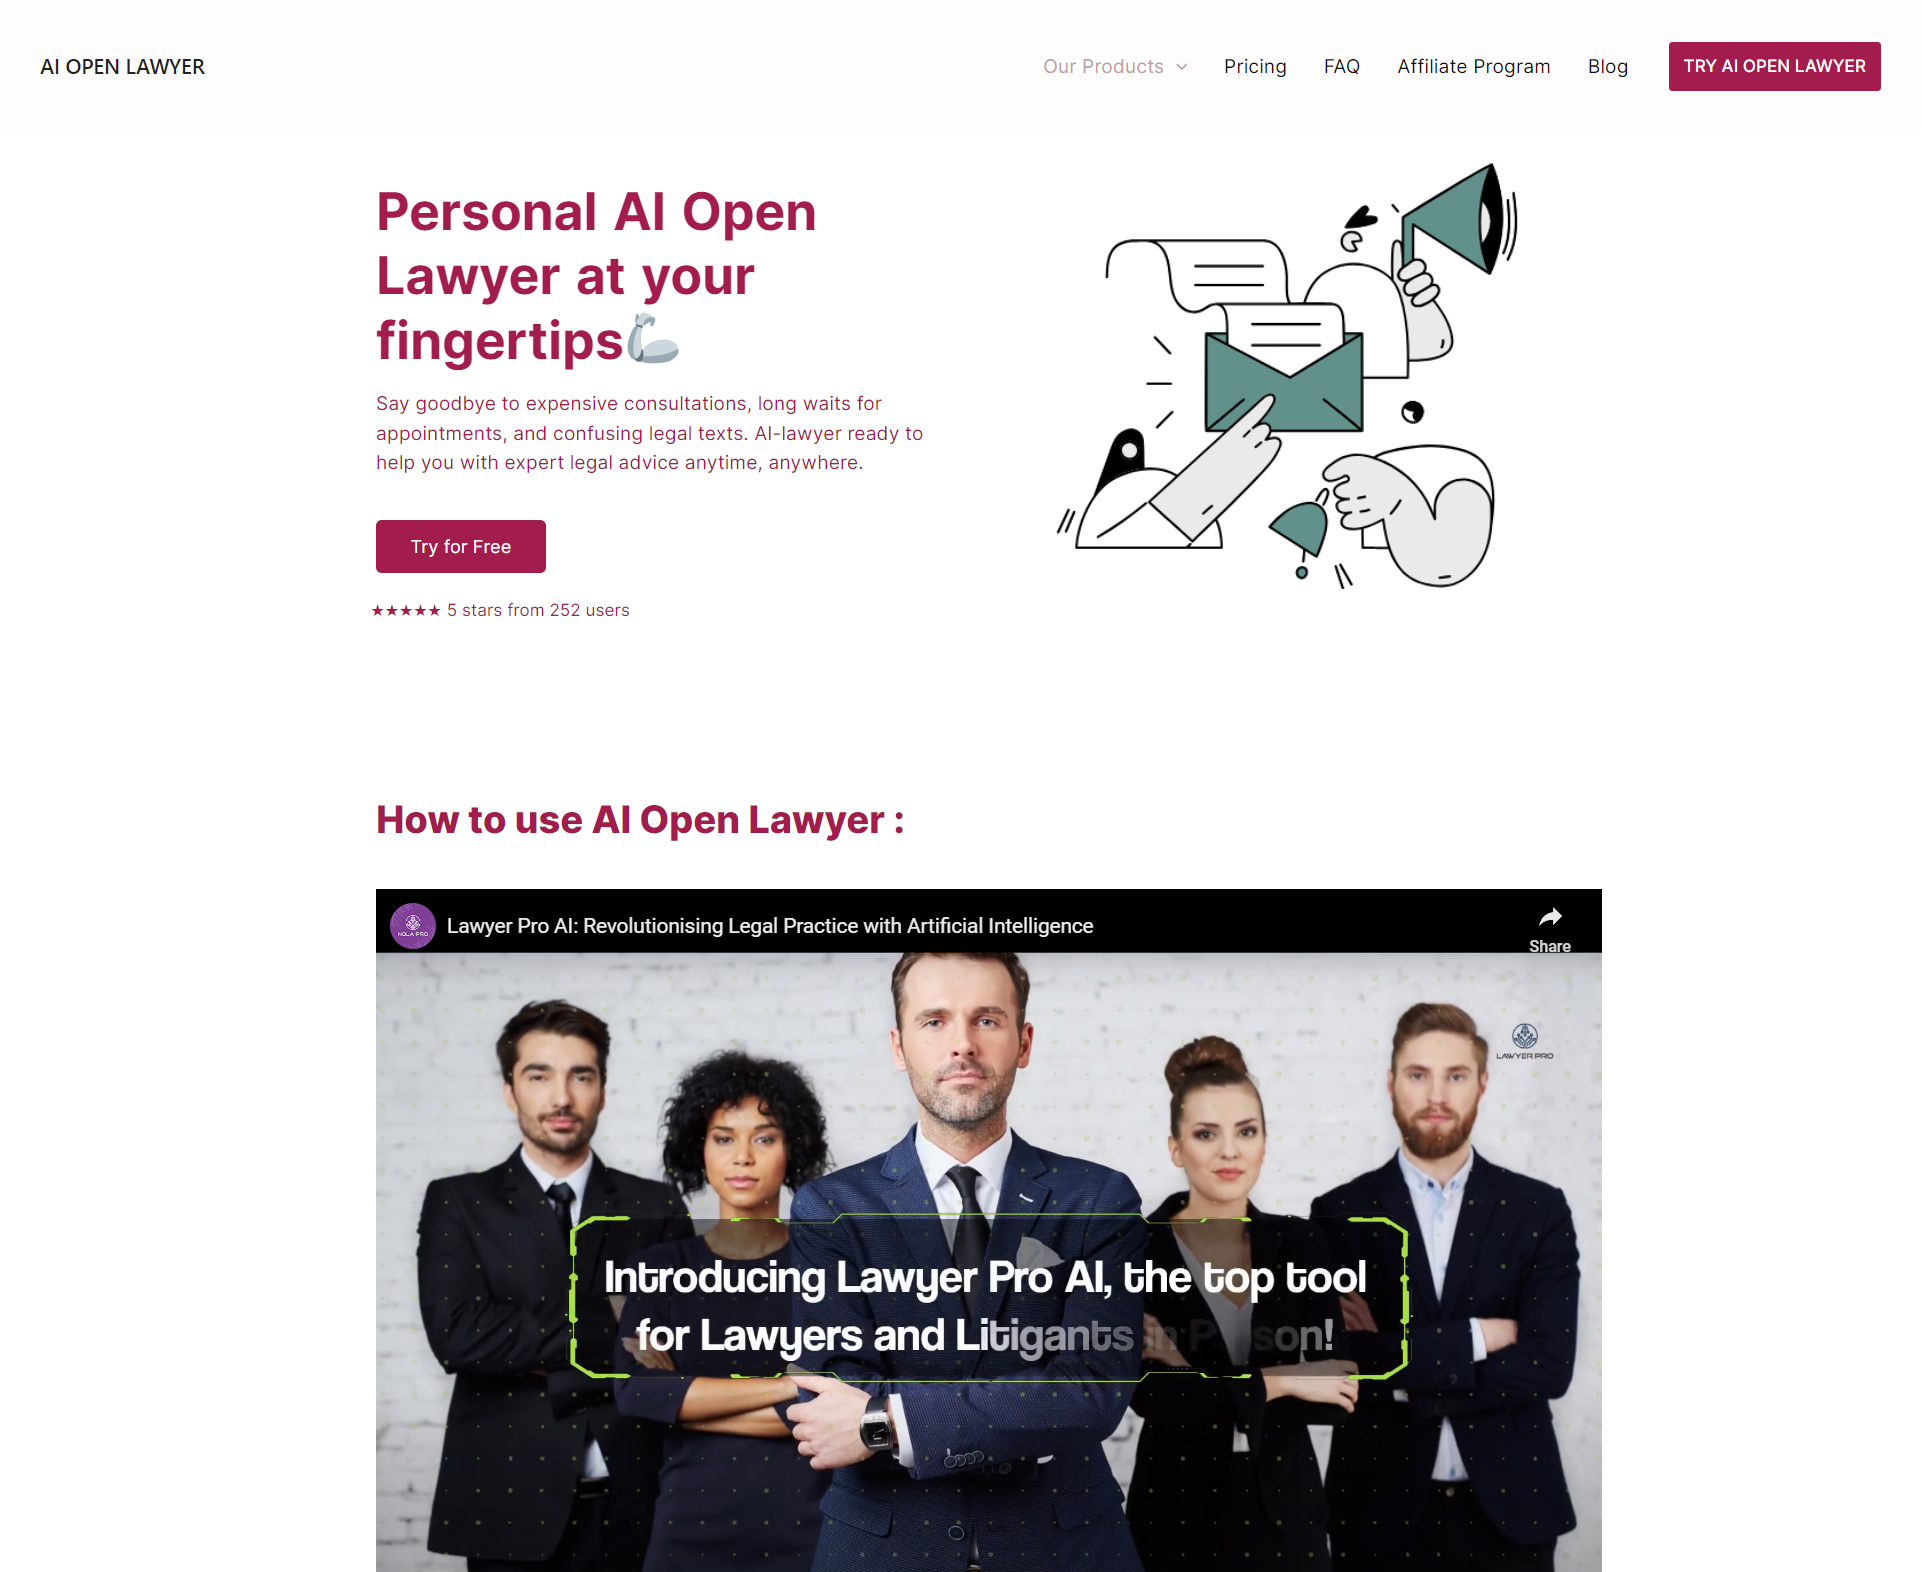 AI OPEN LAWYER
Our Products
Pricing
FAQ
Affiliate Program
Blog
TRY AI OPEN LAWYER
Personal AI Open
Lawyer at your
fingertips🦾
Say goodbye to expensive consultations, long waits for
appointments, and confusing legal texts. AI-lawyer ready to
help you with expert legal advice anytime, anywhere.
Try for Free
★★★★★ 5 stars from 252 users
How to use AI Open Lawyer :
NOLA PRO
Lawyer Pro AI: Revolutionising Legal Practice with Artificial Intelligence
Share
LAWYER PRO
Introducing Lawyer Pro AI, the top tool
for Lawyers and Litigants in Person!